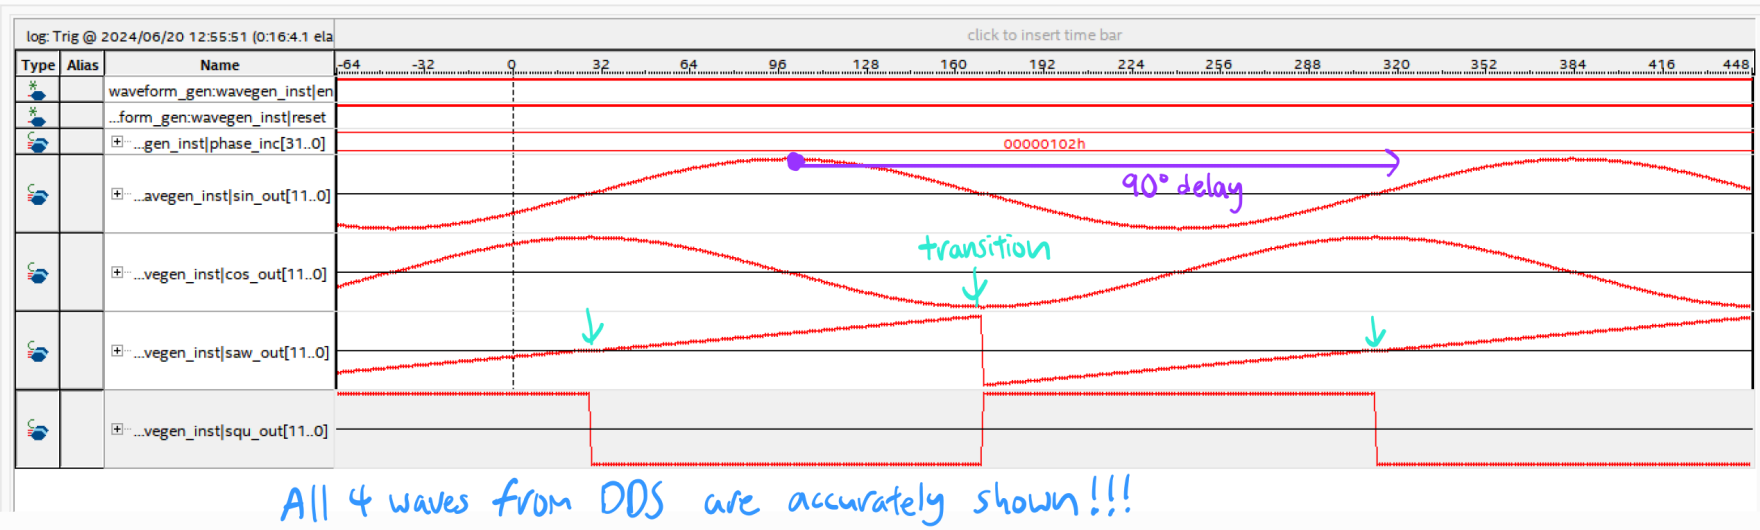 log: Trig @ 2024/06/20 12:55:51 (0:16:4.1 ela
click to insert time bar
Type Alias Name
-64 -32 0 32 64 96 128 160 192 224 256 288 320 352 384 416 448
waveform_gen:wavegen_inst|en
...form_gen:wavegen_inst|reset
...gen_inst|phase_inc[31..0]
00000102h
...avegen_inst|sin_out[11..0]
90° delay
...vegen_inst|cos_out[11..0]
transition
...vegen_inst|saw_out[11..0]
...vegen_inst|squ_out[11..0]
All 4 waves from DDS are accurately shown!!!